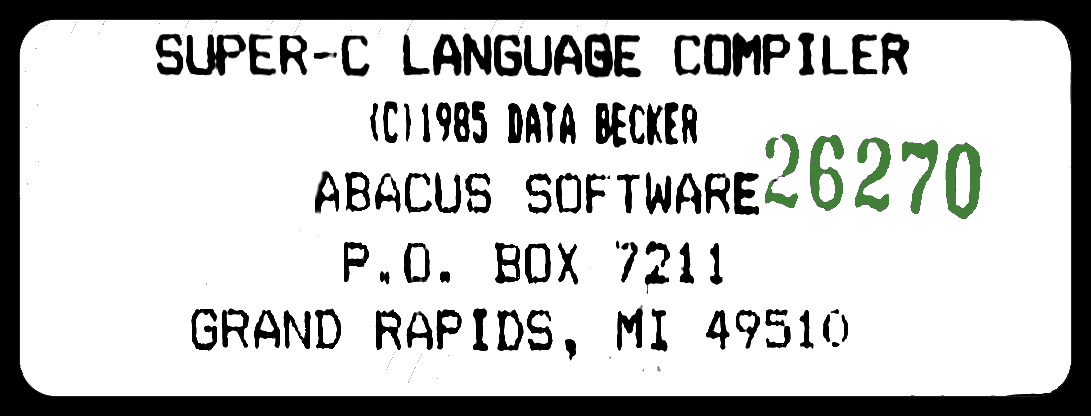 SUPER-C LANGUAGE COMPILER
(C)1985 DATA BECKER
ABACUS SOFTWARE 26270
P.O. BOX 7211
GRAND RAPIDS, MI 49510